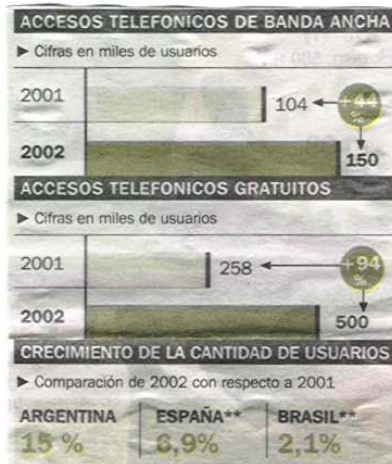 ACCESOS TELEFONICOS DE BANDA ANCHA
▶ Cifras en miles de usuarios
2001
104
+44
%
2002
150
ACCESOS TELEFONICOS GRATUITOS
▶ Cifras en miles de usuarios
2001
258
+94
%
2002
500
CRECIMIENTO DE LA CANTIDAD DE USUARIOS
▶ Comparación de 2002 con respecto a 2001
ARGENTINA ESPAÑA** BRASIL**
15 % 6,9% 2,1%